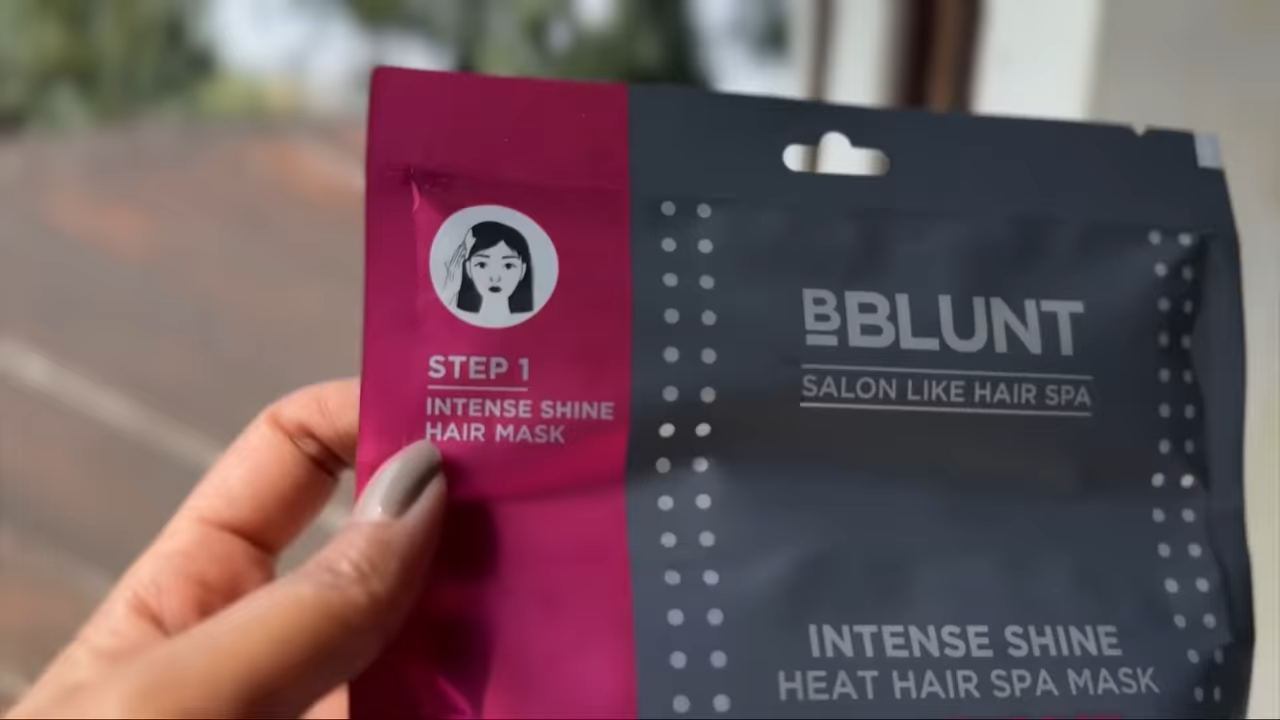 STEP 1
INTENSE SHINE
HAIR MASK
BBLUNT
SALON LIKE HAIR SPA
INTENSE SHINE
HEAT HAIR SPA MASK